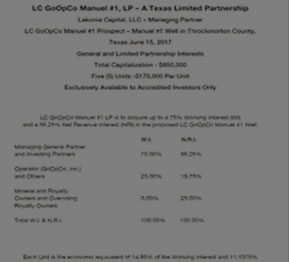 LC GoOpCo Manuel #1, LP – A Texas Limited Partnership
Lakonia Capital, LLC – Managing Partner
LC GoOpCo Manuel #1 Prospect – Manuel #1 Well in Throckmorton County,
Texas June 15, 2017
General and Limited Partnership Interests
Total Capitalization - $850,000
Five (5) Units -$170,000 Per Unit
Exclusively Available to Accredited Investors Only
LC GoOpCo Manuel #1 LP is to acquire up to a 75% Working Interest (WI)
and a 56.25% Net Revenue Interest (NRI) in the proposed LC GoOpCo Manuel #1 Well.
W.I. N.R.I.
Managing General Partner
and Investing Partners 75.00% 56.25%
Operator (GoOpCo, Inc.)
and Others 25.00% 18.75%
Mineral and Royalty
Owners and Overriding 0.00% 25.00%
Royalty Owners
Total W.I. & N.R.I. 100.00% 100.00%
Each Unit is the economic equivalent of of the Working Interest and